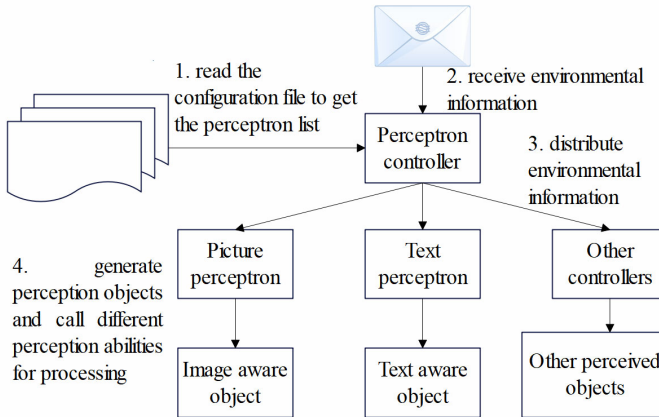 1. read the
configuration file to get
the perceptron list
2. receive environmental
information
Perceptron
controller
3. distribute
environmental
information
Picture
perceptron
Text
perceptron
Other
controllers
4. generate
perception objects
and call different
perception abilities
for processing
Image aware
object
Text aware
object
Other perceived
objects